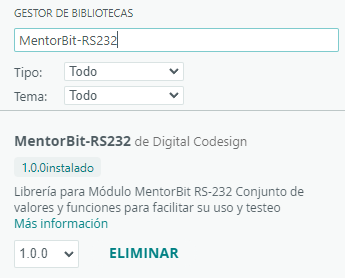 GESTOR DE BIBLIOTECAS
MentorBit-RS232
Tipo: Todo
Tema: Todo
MentorBit-RS232 de Digital Codesign
1.0.0instalado
Librería para Módulo MentorBit RS-232 Conjunto de
valores y funciones para facilitar su uso y testeo
Más información
1.0.0 ELIMINAR